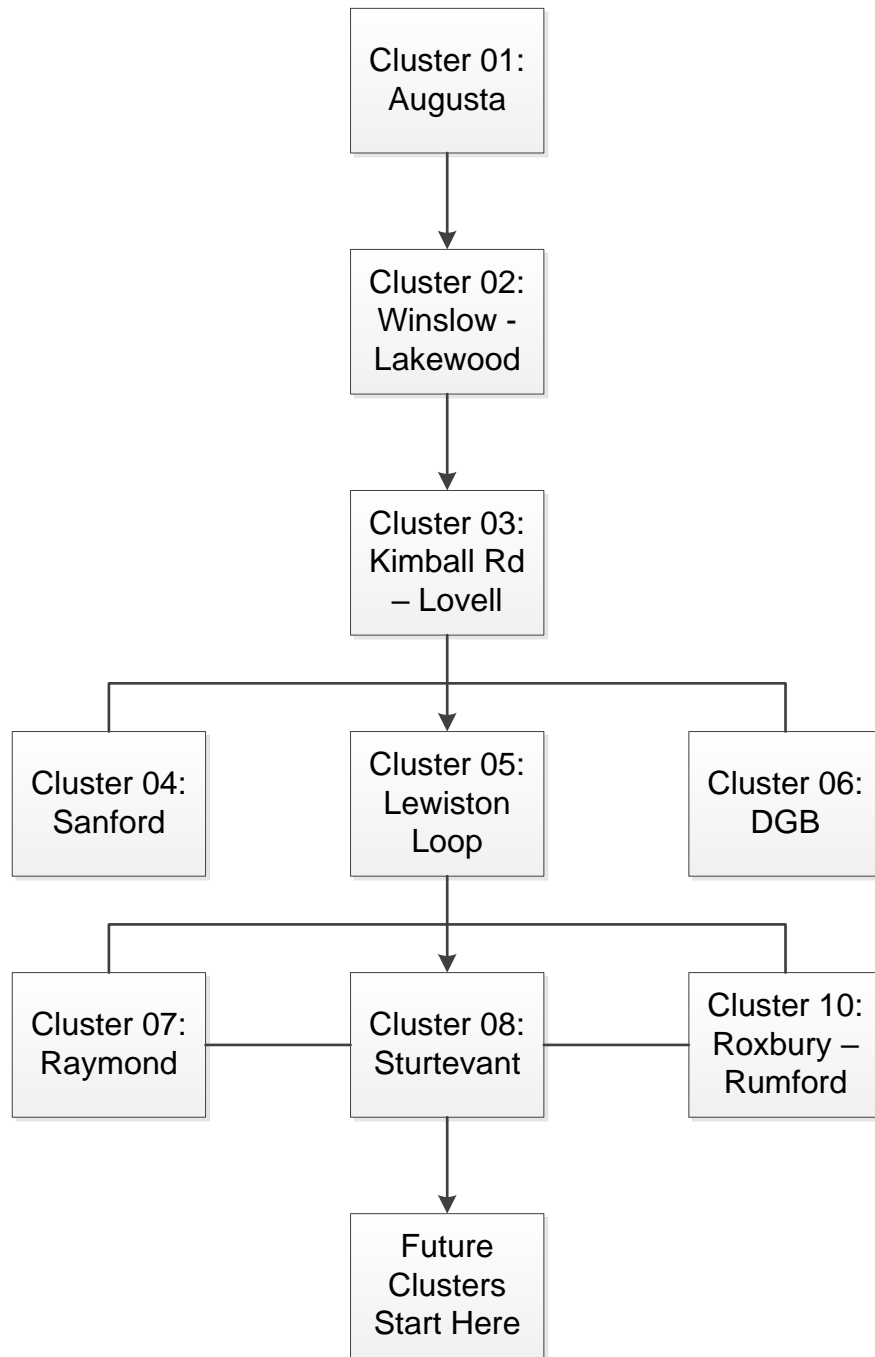 Cluster 01:
Augusta
Cluster 02:
Winslow -
Lakewood
Cluster 03:
Kimball Rd
– Lovell
Cluster 04:
Sanford
Cluster 05:
Lewiston
Loop
Cluster 06:
DGB
Cluster 07:
Raymond
Cluster 08:
Sturtevant
Cluster 10:
Roxbury –
Rumford
Future
Clusters
Start Here